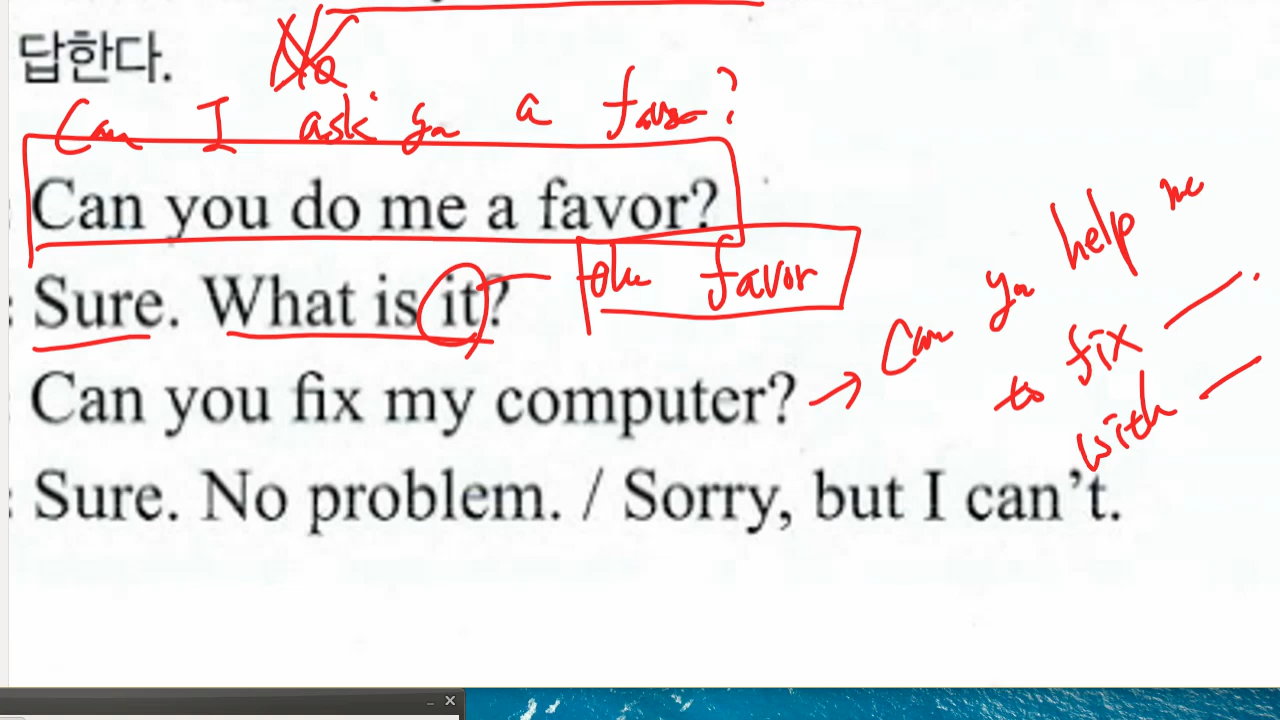 답한다.
Can I ask you a favor?
Can you do me a favor?
Sure. What is it?
the favor
Can you fix my computer? →
Can you help me
to fix
with
Sure. No problem. / Sorry, but I can't.